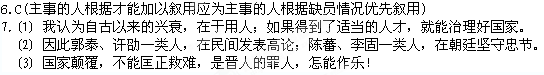 6.C(主事的人根据才能加以叙用应为主事的人根据缺员情况优先叙用)
7.(1) 我认为自古以来的兴衰，在于用人；如果得到了适当的人才，就能治理好国家。
(2) 因此郭泰、许劭一类人，在民间发表高论；陈蕃、李固一类人，在朝廷坚守忠节。
(3) 国家颠覆，不能匡正救难，是晋人的罪人，怎能作乐！